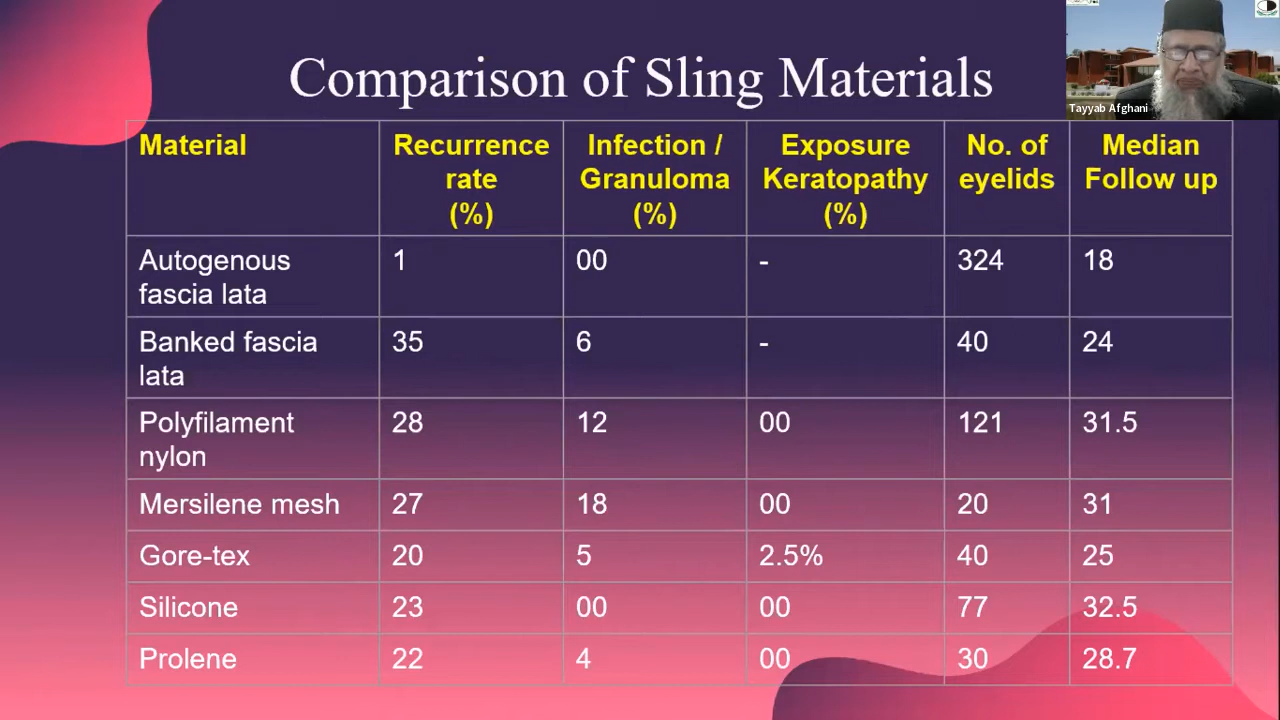 Comparison of Sling Materials
Tayyab Afghani
Material Recurrence rate (%) Infection / Granuloma (%) Exposure Keratopathy (%) No. of eyelids Median Follow up
Autogenous fascia lata 1 00 - 324 18
Banked fascia lata 35 6 - 40 24
Polyfilament nylon 28 12 00 121 31.5
Mersilene mesh 27 18 00 20 31
Gore-tex 20 5 2.5% 40 25
Silicone 23 00 00 77 32.5
Prolene 22 4 00 30 28.7